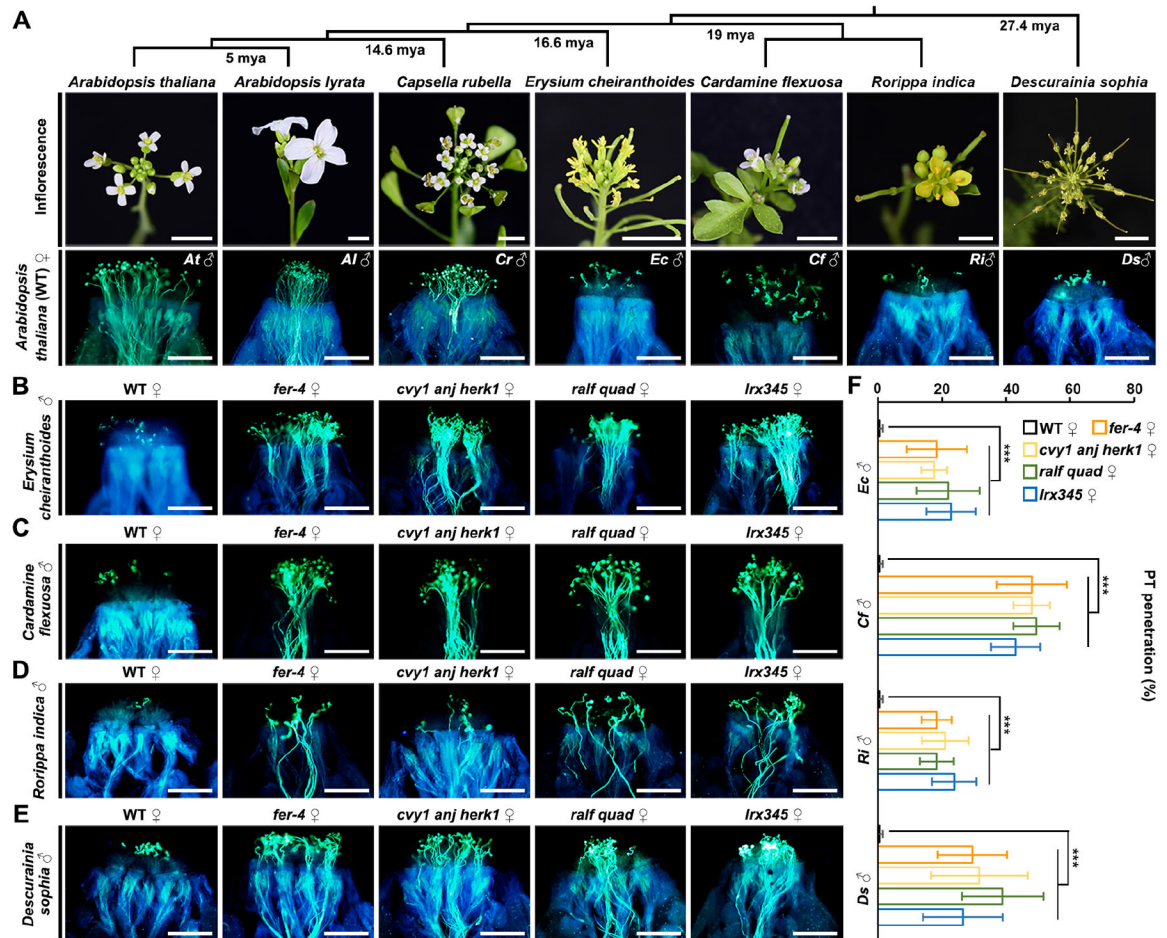 A
5 mya
14.6 mya
16.6 mya
19 mya
27.4 mya
Arabidopsis thaliana
Arabidopsis lyrata
Capsella rubella
Erysium cheiranthoides
Cardamine flexuosa
Rorippa indica
Descurainia sophia
Inflorescence
Arabidopsis
thaliana (WT) ♀
At ♂
Al ♂
Cr ♂
Ec ♂
Cf ♂
Ri♂
Ds♂
B
WT ♀
fer-4 ♀
cvy1 anj herk1 ♀
ralf quad ♀
lrx345 ♀
Erysium
cheiranthoides ♂
C
WT ♀
fer-4 ♀
cvy1 anj herk1 ♀
ralf quad ♀
lrx345 ♀
Cardamine
flexuosa ♂
D
WT ♀
fer-4 ♀
cvy1 anj herk1 ♀
ralf quad ♀
lrx345 ♀
Rorippa indica ♂
E
WT ♀
fer-4 ♀
cvy1 anj herk1 ♀
ralf quad ♀
lrx345 ♀
Descurainia
sophia ♂
F
0 20 40 60 80
WT ♀
fer-4 ♀
cvy1 anj herk1 ♀
ralf quad ♀
lrx345 ♀
Ec ♂
***
Cf ♂
***
Ri ♂
***
Ds ♂
***
PT penetration (%)